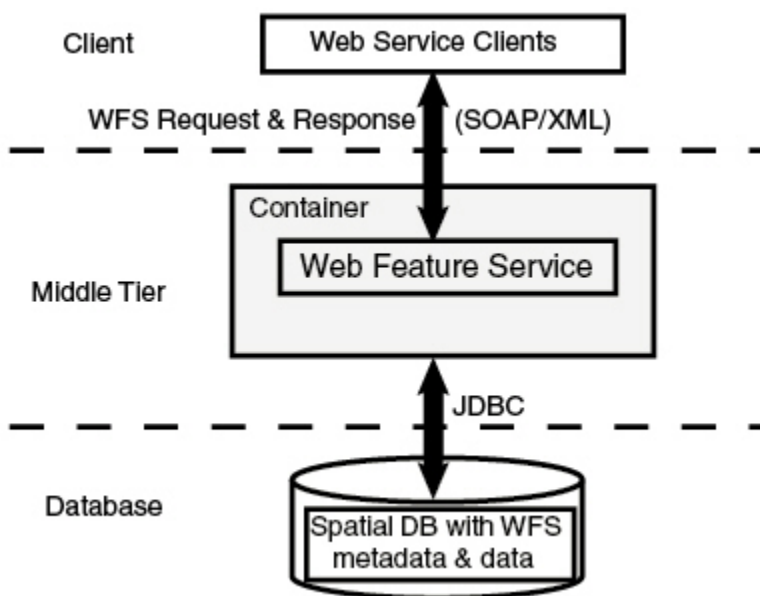 Client
Web Service Clients
WFS Request & Response (SOAP/XML)
Container
Web Feature Service
Middle Tier
JDBC
Database
Spatial DB with WFS
metadata & data